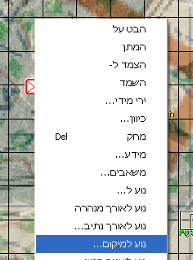 הבט על
המתן
הצמד ל-
השמד
ירי מידי...
כיוון...
מחק Del
מידע...
משאבים...
נוע ל...
נוע לאורך מנהרה
נוע לאורך נתיב...
נוע למיקום...